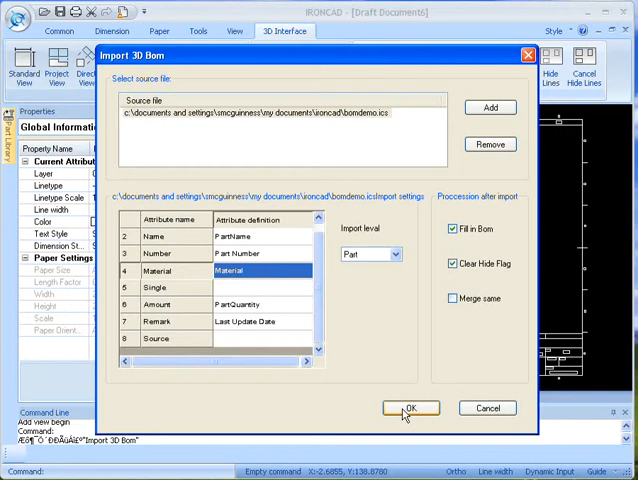 IRONCAD - [Draft Document6]
Common Dimension Paper Tools View 3D Interface Style
Standard View
Project View
Hide Lines
Cancel Hide Lines
Import 3D Bom
Select source file:
Source file
c:\documents and settings\smcguinness\my documents\ironcad\bomdemo.ics
Add
Remove
c:\documents and settings\smcguinness\my documents\ironcad\bomdemo.icsImport settings
Attribute name Attribute definition
2 Name PartName
3 Number Part Number
4 Material Material
5 Single
6 Amount PartQuantity
7 Remark Last Update Date
8 Source
Import leval
Part
Proccession after import
Fill in Bom
Clear Hide Flag
Merge same
OK Cancel
Part Library
Properties
Global Informati
Property Name
Current Attrib
Layer
Linetype
Linetype Scale
Line width
Color
Text Style
Dimension St...
Paper Settings
Paper Size
Length Factor
Width
Height
Scale
Paper Orient...
Command Line
Add view begin
Command:
"Import 3D Bom"
Command: Empty command X:-2.6855, Y:138.8780 Ortho Line width Dynamic Input Guide